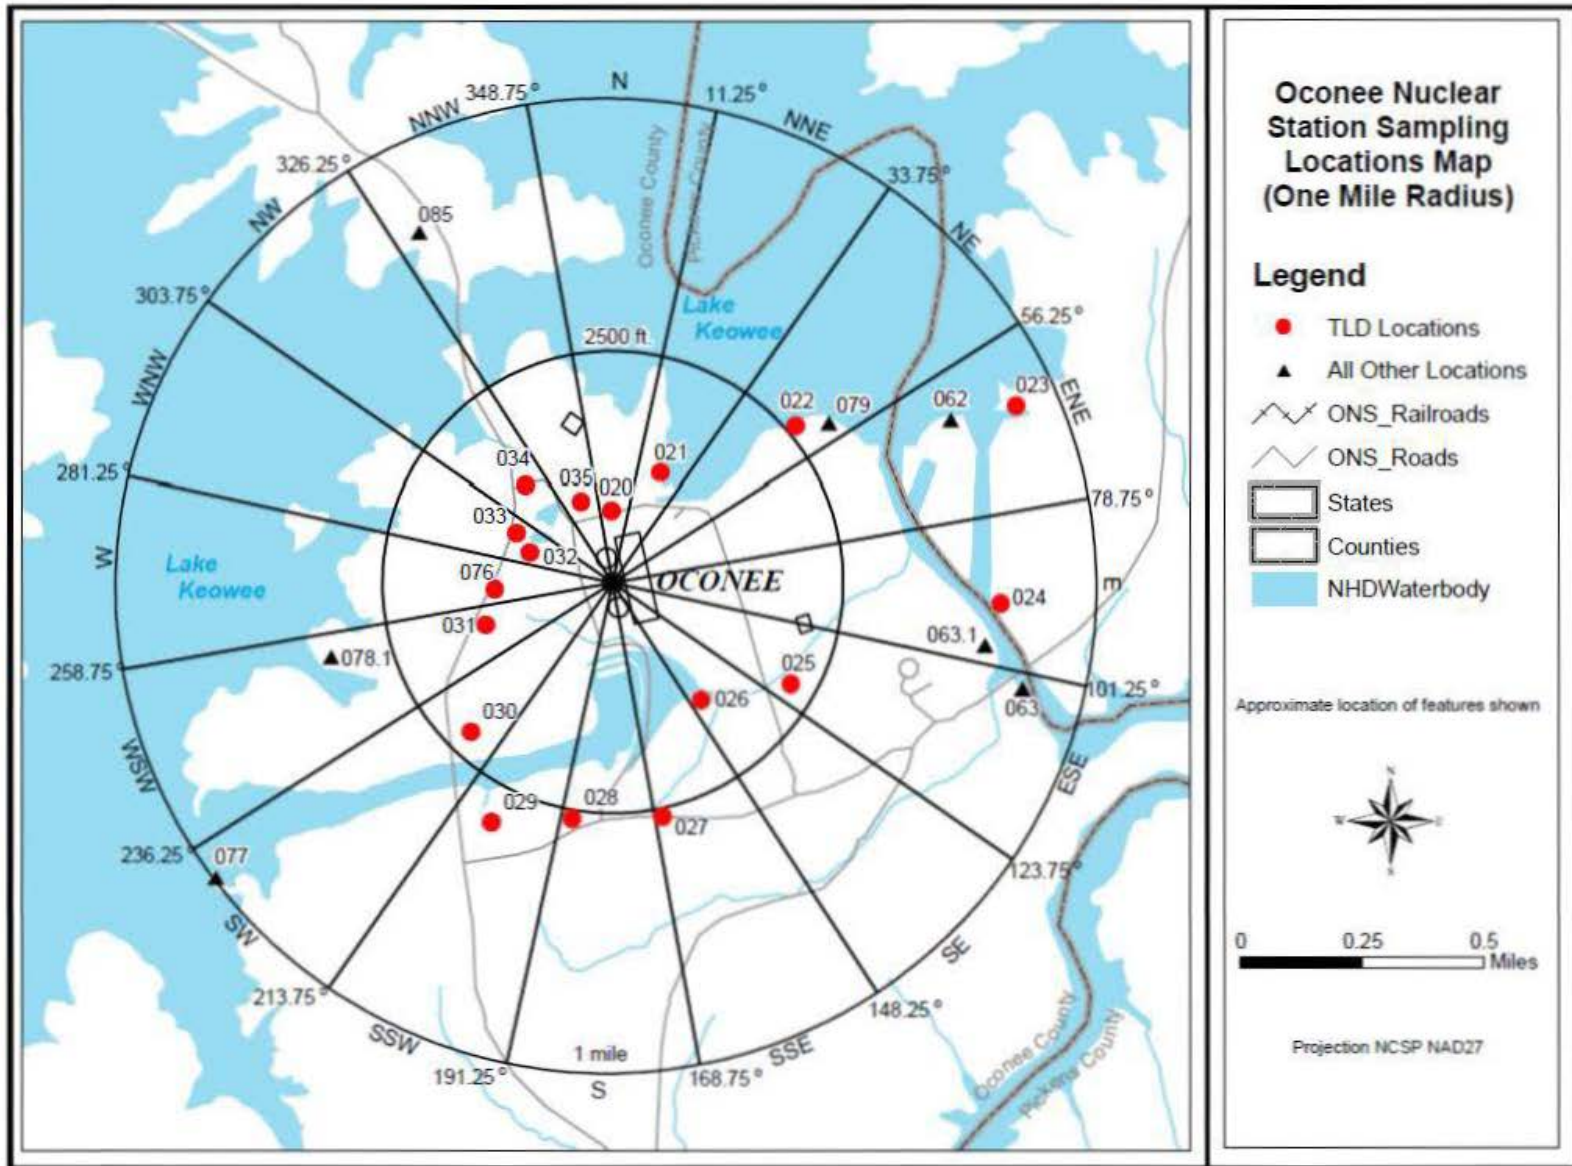 N
348.75°
11.25°
NNW
NNE
326.25°
33.75°
NW
085
NE
Oconee County
Pickens County
303.75°
Lake
Keowee
56.25°
2500 ft.
WNW
ENE
022
079
062
023
034
035
020
021
281.25°
78.75°
033
032
W
Lake
Keowee
076
OCONEE
E
024
031
063.1
258.75°
078.1
025
026
101.25°
063
030
WSW
ESE
029
028
027
236.25°
077
123.75°
SW
SE
213.75°
148.25°
SSW
1 mile
SSE
191.25°
S
168.75°
Oconee County
Pickens County
Oconee Nuclear
Station Sampling
Locations Map
(One Mile Radius)
Legend
TLD Locations
All Other Locations
ONS_Railroads
ONS_Roads
States
Counties
NHDWaterbody
Approximate location of features shown
N
W
E
S
0 0.25 0.5
Miles
Projection NCSP NAD27